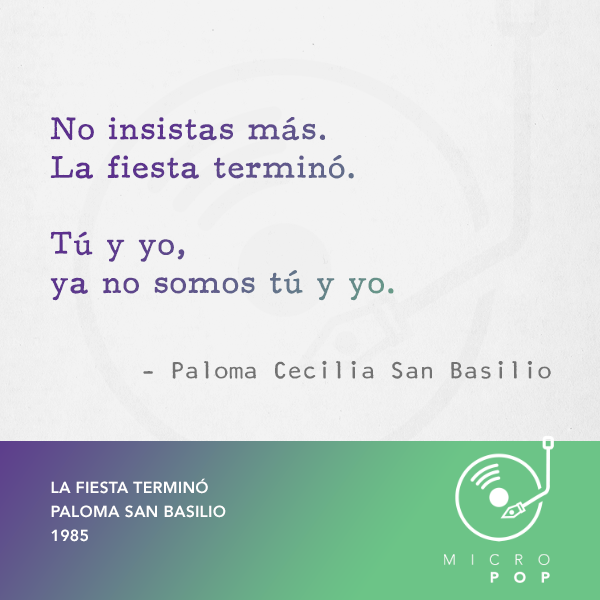 No insistas más.
La fiesta terminó.
Tú y yo,
ya no somos tú y yo.
– Paloma Cecilia San Basilio
LA FIESTA TERMINÓ
PALOMA SAN BASILIO
1985
MICRO
POP